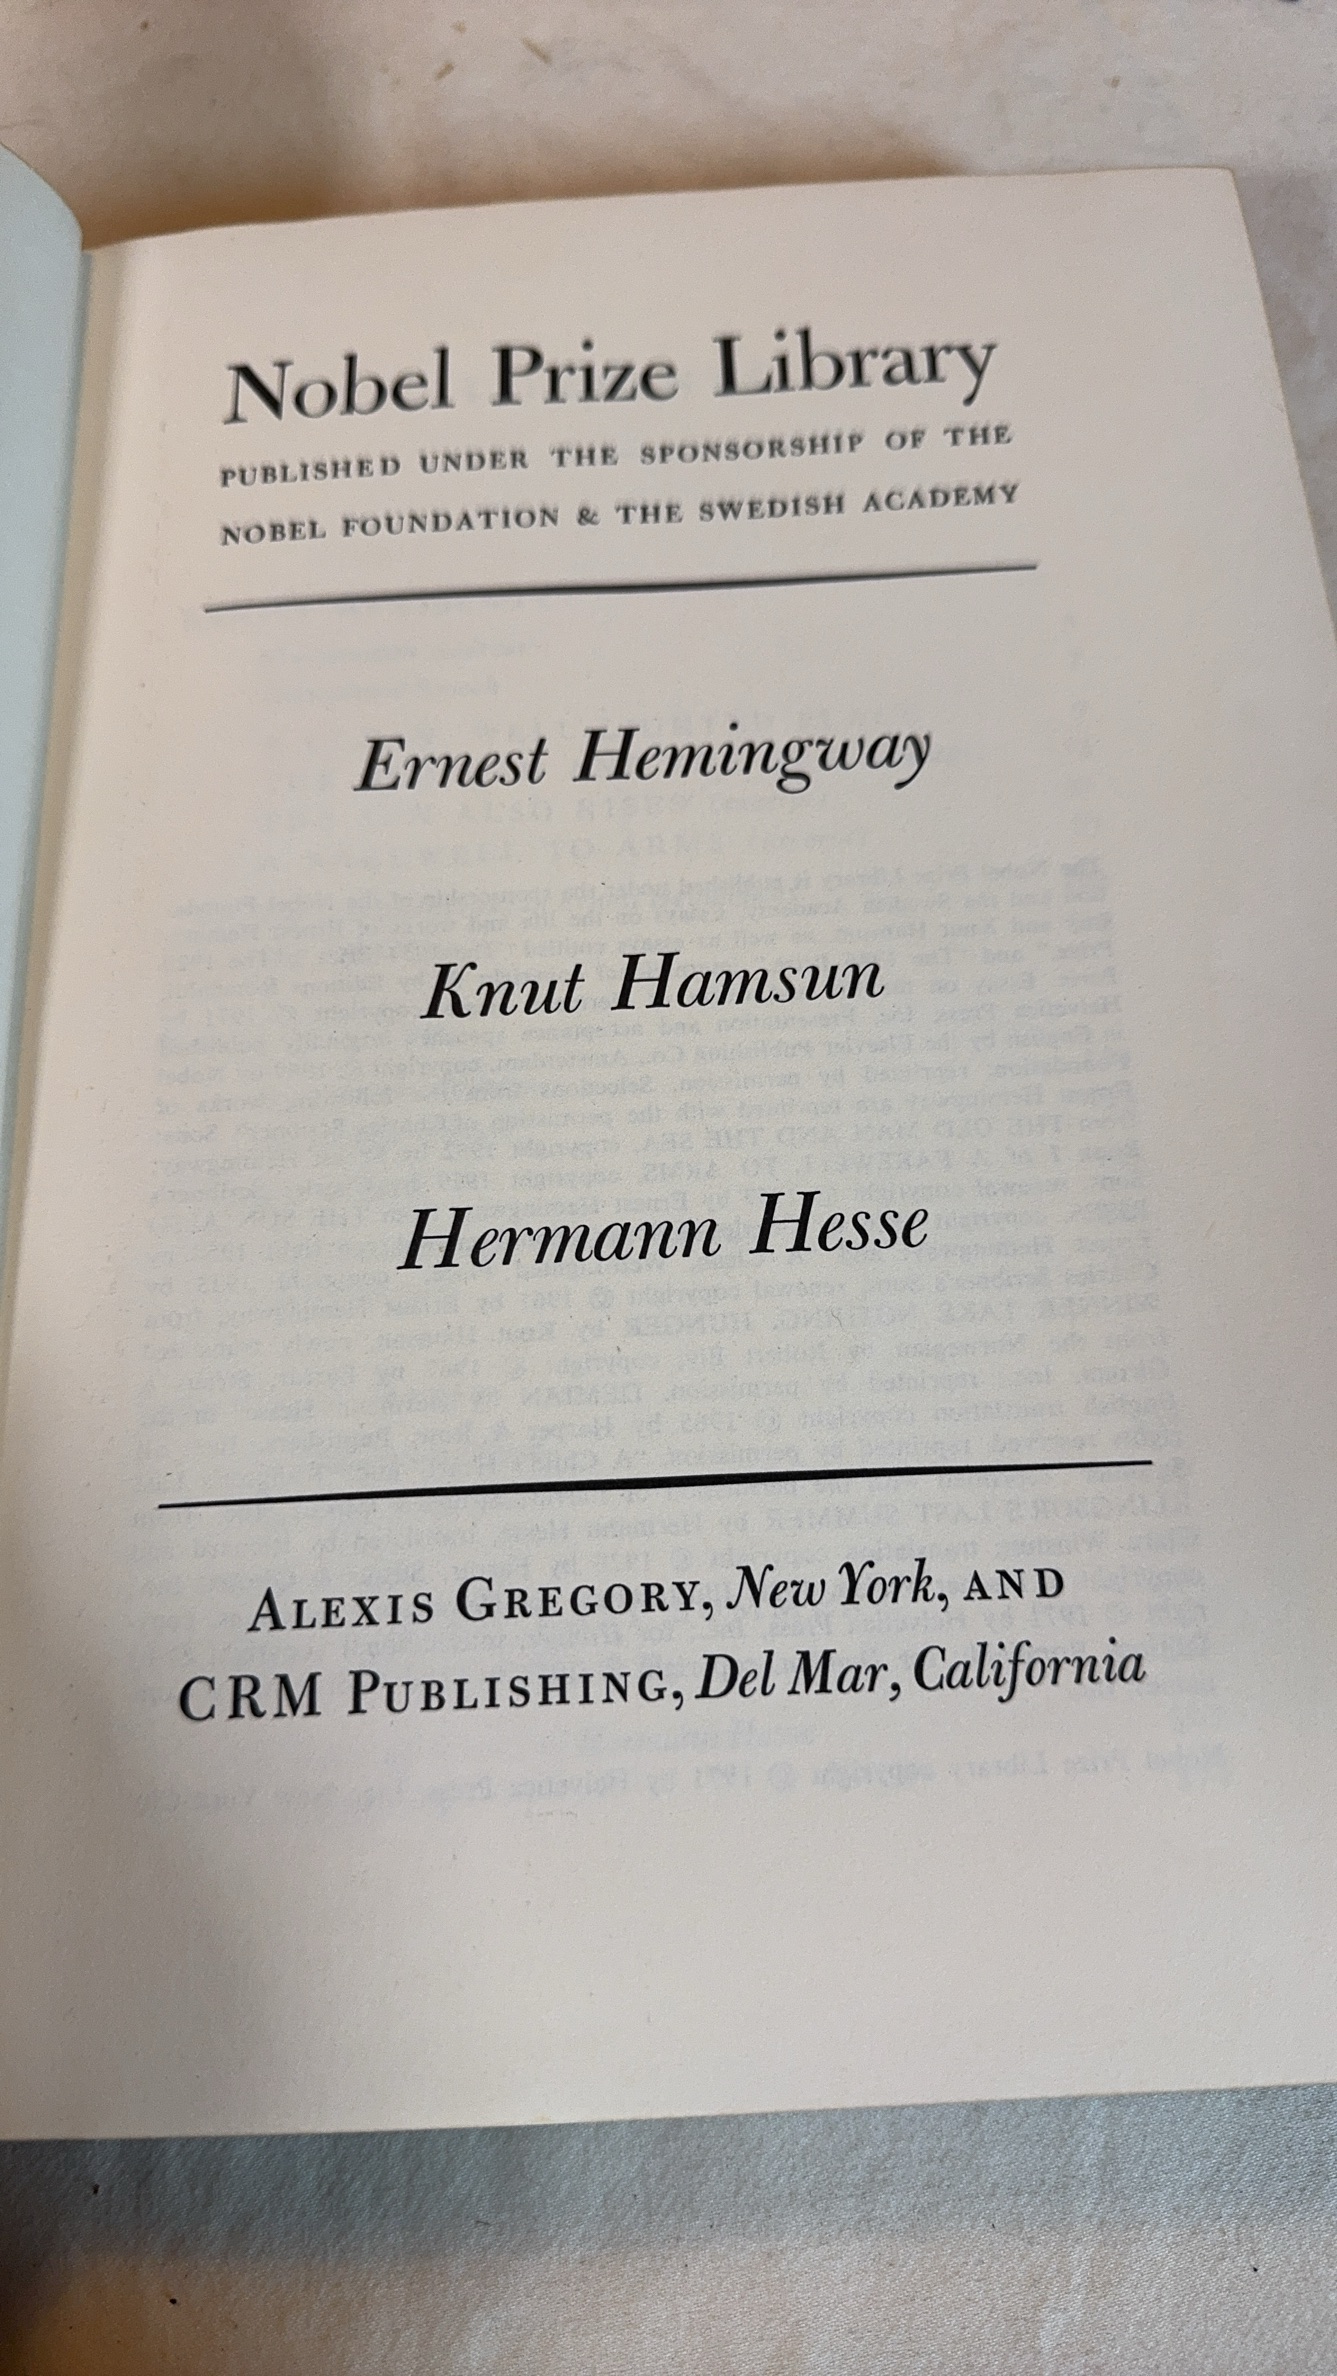 Nobel Prize Library
PUBLISHED UNDER THE SPONSORSHIP OF THE
NOBEL FOUNDATION & THE SWEDISH ACADEMY
Ernest Hemingway
Knut Hamsun
Hermann Hesse
ALEXIS GREGORY, New York, AND
CRM PUBLISHING, Del Mar, California